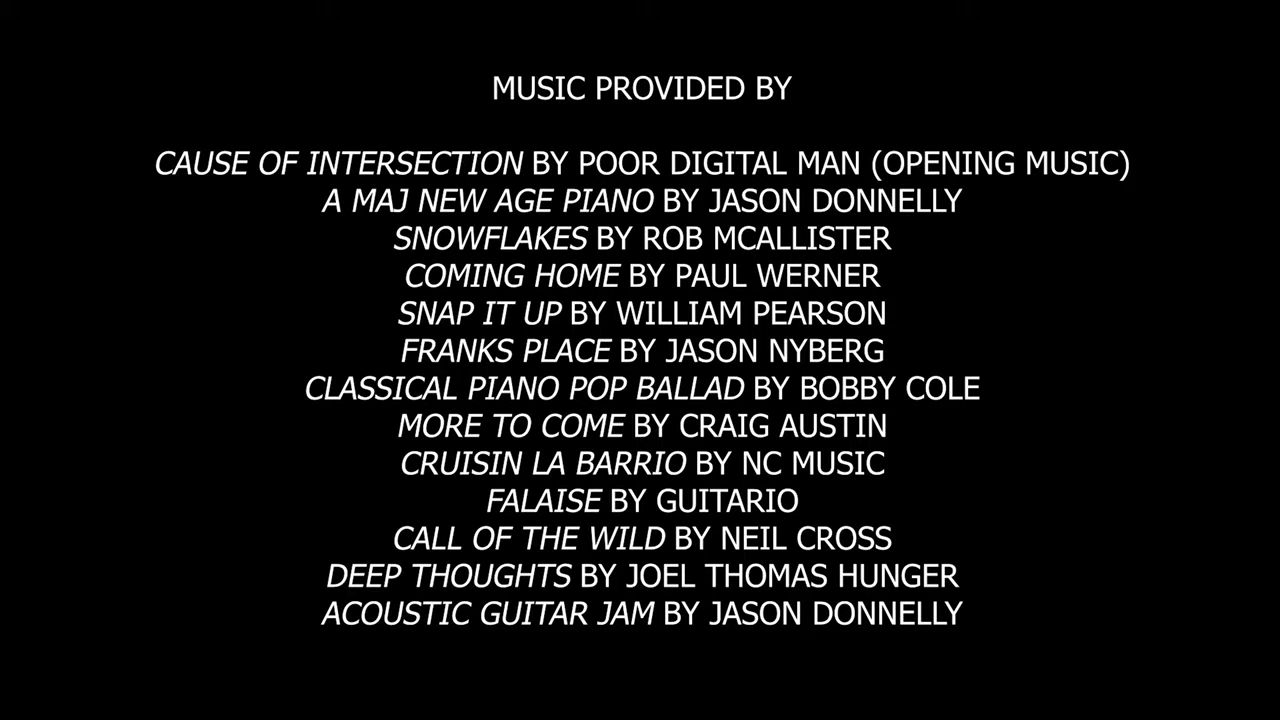 MUSIC PROVIDED BY
CAUSE OF INTERSECTION BY POOR DIGITAL MAN (OPENING MUSIC)
A MAJ NEW AGE PIANO BY JASON DONNELLY
SNOWFLAKES BY ROB MCALLISTER
COMING HOME BY PAUL WERNER
SNAP IT UP BY WILLIAM PEARSON
FRANKS PLACE BY JASON NYBERG
CLASSICAL PIANO POP BALLAD BY BOBBY COLE
MORE TO COME BY CRAIG AUSTIN
CRUISIN LA BARRIO BY NC MUSIC
FALAISE BY GUITARIO
CALL OF THE WILD BY NEIL CROSS
DEEP THOUGHTS BY JOEL THOMAS HUNGER
ACOUSTIC GUITAR JAM BY JASON DONNELLY